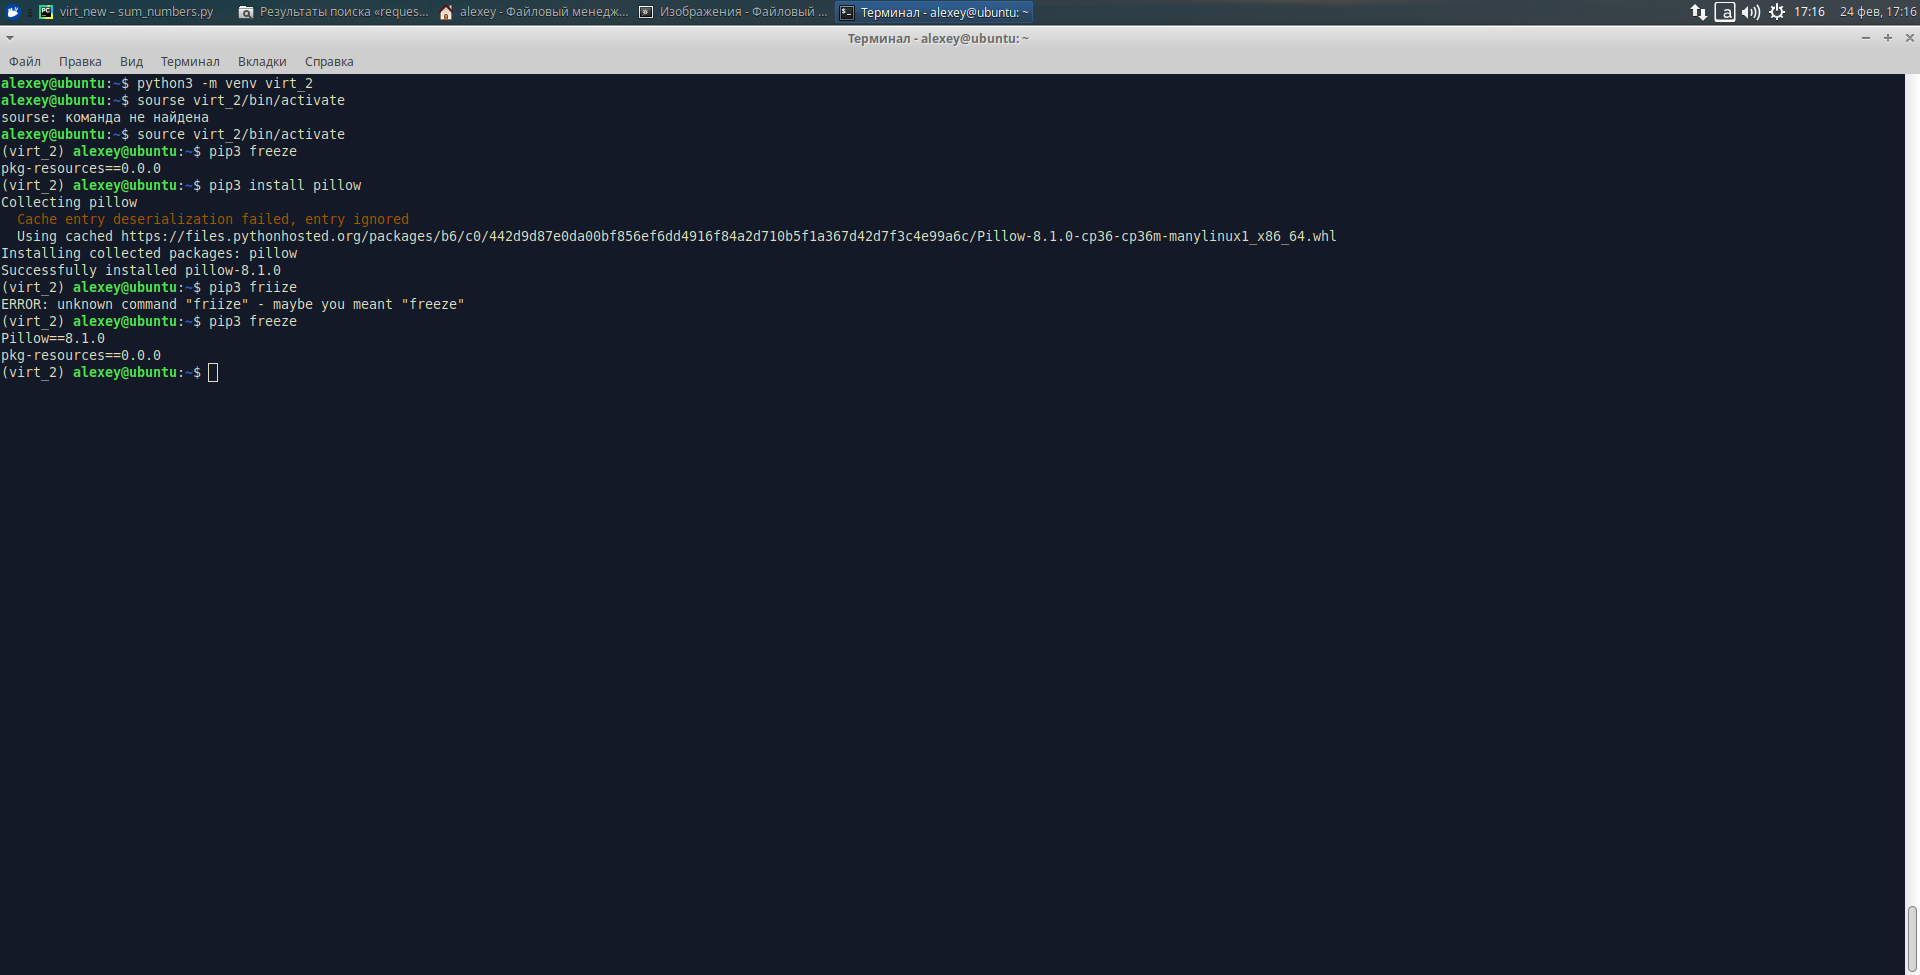 virt_new – sum_numbers.py Результаты поиска «reques... alexey - Файловый менедж... Изображения - Файловый ... Терминал - alexey@ubuntu: ~ a 17:16 24 фев, 17:16
Терминал - alexey@ubuntu: ~
Файл Правка Вид Терминал Вкладки Справка
alexey@ubuntu:~$ python3 -m venv virt_2
alexey@ubuntu:~$ sourse virt_2/bin/activate
sourse: команда не найдена
alexey@ubuntu:~$ source virt_2/bin/activate
(virt_2) alexey@ubuntu:~$ pip3 freeze
pkg-resources==0.0.0
(virt_2) alexey@ubuntu:~$ pip3 install pillow
Collecting pillow
  Cache entry deserialization failed, entry ignored
  Using cached https://files.pythonhosted.org/packages/b6/c0/442d9d87e0da00bf856ef6dd4916f84a2d710b5f1a367d42d7f3c4e99a6c/Pillow-8.1.0-cp36-cp36m-manylinux1_x86_64.whl
Installing collected packages: pillow
Successfully installed pillow-8.1.0
(virt_2) alexey@ubuntu:~$ pip3 friize
ERROR: unknown command "friize" - maybe you meant "freeze"
(virt_2) alexey@ubuntu:~$ pip3 freeze
Pillow==8.1.0
pkg-resources==0.0.0
(virt_2) alexey@ubuntu:~$